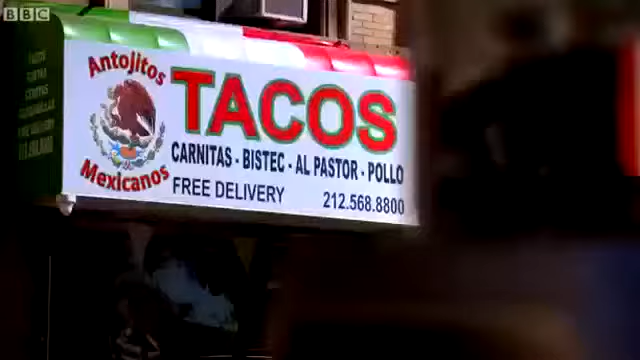 BBC
Antojitos
Mexicanos
TACOS
CARNITAS - BISTEC - AL PASTOR - POLLO
FREE DELIVERY 212.568.8800